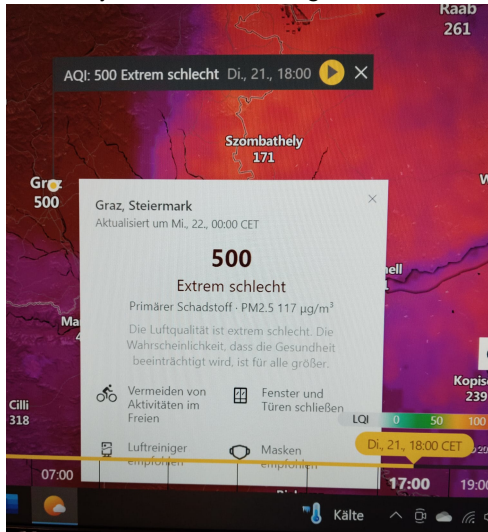 Raab
261
AQI: 500 Extrem schlecht Di., 21., 18:00
Szombathely
171
Graz
500
Graz, Steiermark
Aktualisiert um Mi., 22., 00:00 CET
500
Extrem schlecht
Primärer Schadstoff · PM2.5 117 µg/m³
Die Luftqualität ist extrem schlecht. Die
Wahrscheinlichkeit, dass die Gesundheit
beeinträchtigt wird, ist für alle größer.
Vermeiden von
Aktivitäten im
Freien
Fenster und
Türen schließen
Luftreiniger
empfohlen
Masken
empfohlen
Ma
ell
Kopis
239
Cilli
318
LQI 0 50 100
Di., 21., 18:00 CET
07:00
17:00
19:00
Kälte